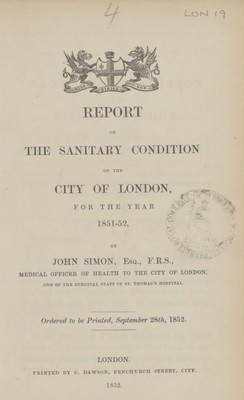 4
LON 19
REPORT
ON
THE SANITARY CONDITION
OF THE
CITY OF LONDON,
FOR THE YEAR
1851-52,
BY
JOHN SIMON, Esq., F.R.S.,
MEDICAL OFFICER OF HEALTH TO THE CITY OF LONDON,
ONE OF THE SURGICAL STAFF OF ST. THOMAS'S HOSPITAL.
Ordered to be Printed, September 28th, 1852.
LONDON.
PRINTED BY C. DAWSON, FENCHURCH STREET, CITY.
1852.